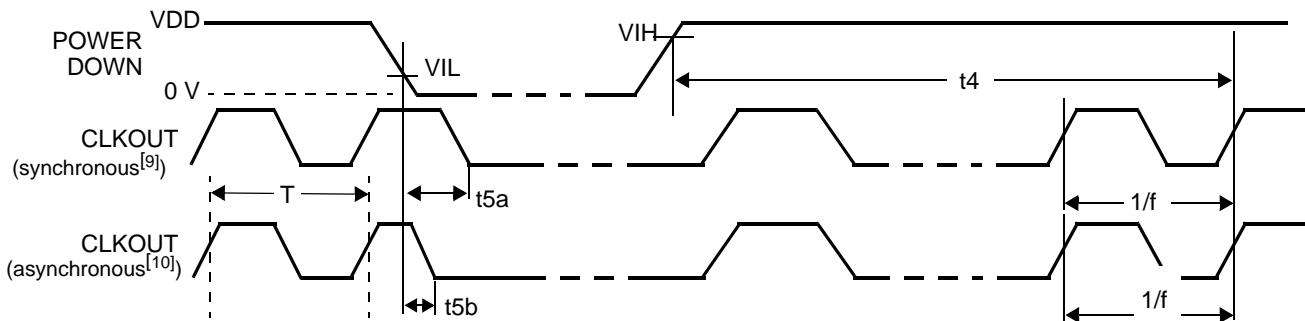 VDD
POWER
DOWN
VIL
0 V
VIH
t4
CLKOUT
(synchronous[9])
T
t5a
1/f
CLKOUT
(asynchronous[10])
t5b
1/f